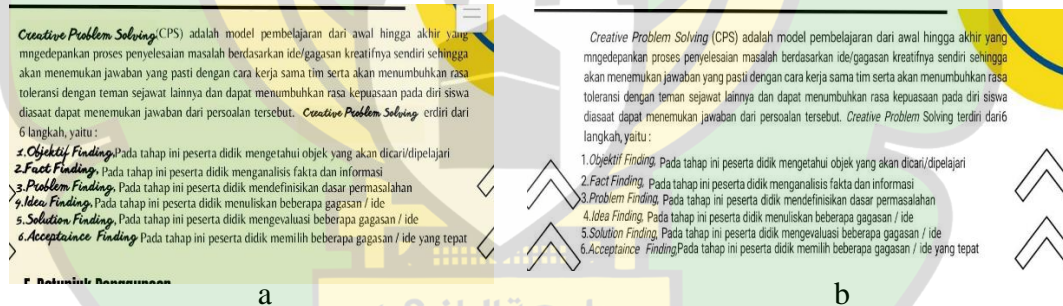 Creative Problem Solving(CPS) adalah model pembelajaran dari awal hingga akhir yang
mngedepankan proses penyelesaian masalah berdasarkan ide/gagasan kreatifnya sendiri sehingga
akan menemukan jawaban yang pasti dengan cara kerja sama tim serta akan menumbuhkan rasa
toleransi dengan teman sejawat lainnya dan dapat menumbuhkan rasa kepuasaan pada diri siswa
diasaat dapat menemukan jawaban dari persoalan tersebut. Creative Problem Solving erdiri dari
6 langkah, yaitu :
1.Objektif Finding,Pada tahap ini peserta didik mengetahui objek yang akan dicari/dipelajari
2.Fact Finding, Pada tahap ini peserta didik menganalisis fakta dan informasi
3.Problem Finding, Pada tahap ini peserta didik mendefinisikan dasar permasalahan
4.Idea Finding, Pada tahap ini peserta didik menuliskan beberapa gagasan / ide
5.Solution Finding, Pada tahap ini peserta didik mengevaluasi beberapa gagasan / ide
6.Acceptaince Finding Pada tahap ini peserta didik memilih beberapa gagasan / ide yang tepat
a
Creative Problem Solving (CPS) adalah model pembelajaran dari awal hingga akhir yang
mngedepankan proses penyelesaian masalah berdasarkan ide/gagasan kreatifnya sendiri sehingga
akan menemukan jawaban yang pasti dengan cara kerja sama tim serta akan menumbuhkan rasa
toleransi dengan teman sejawat lainnya dan dapat menumbuhkan rasa kepuasaan pada diri siswa
diasaat dapat menemukan jawaban dari persoalan tersebut. Creative Problem Solving terdiri dari6
langkah, yaitu :
1.Objektif Finding, Pada tahap ini peserta didik mengetahui objek yang akan dicari/dipelajari
2.Fact Finding, Pada tahap ini peserta didik menganalisis fakta dan informasi
3.Problem Finding, Pada tahap ini peserta didik mendefinisikan dasar permasalahan
4.Idea Finding, Pada tahap ini peserta didik menuliskan beberapa gagasan / ide
5.Solution Finding, Pada tahap ini peserta didik mengevaluasi beberapa gagasan / ide
6.Acceptaince Finding,Pada tahap ini peserta didik memilih beberapa gagasan / ide yang tepat
b